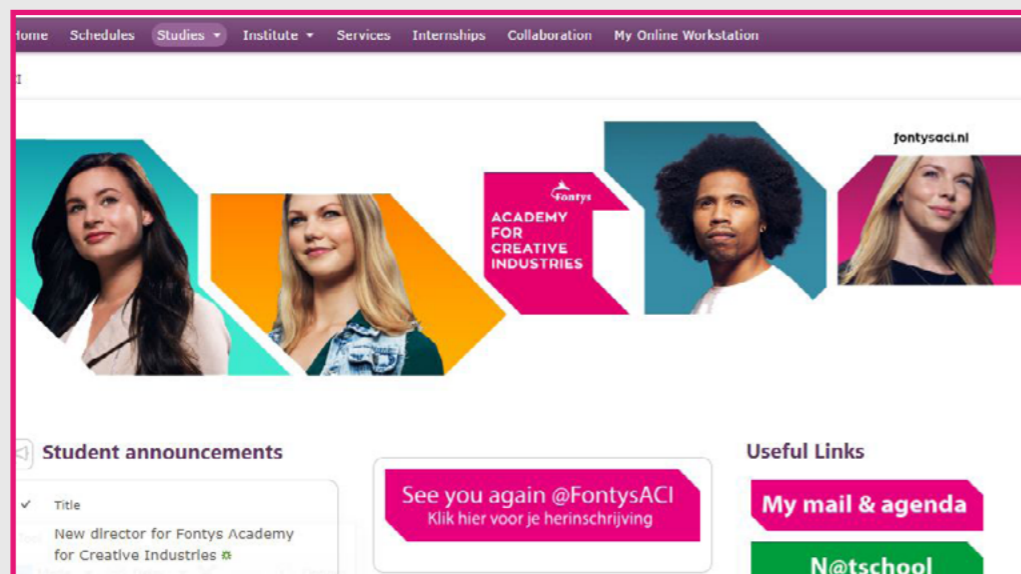 Home Schedules Studies Institute Services Internships Collaboration My Online Workstation
fontysaci.nl
Fontys
ACADEMY
FOR
CREATIVE
INDUSTRIES
Student announcements
Title
New director for Fontys Academy
for Creative Industries
See you again @FontysACI
Klik hier voor je herinschrijving
Useful Links
My mail & agenda
N@tschool